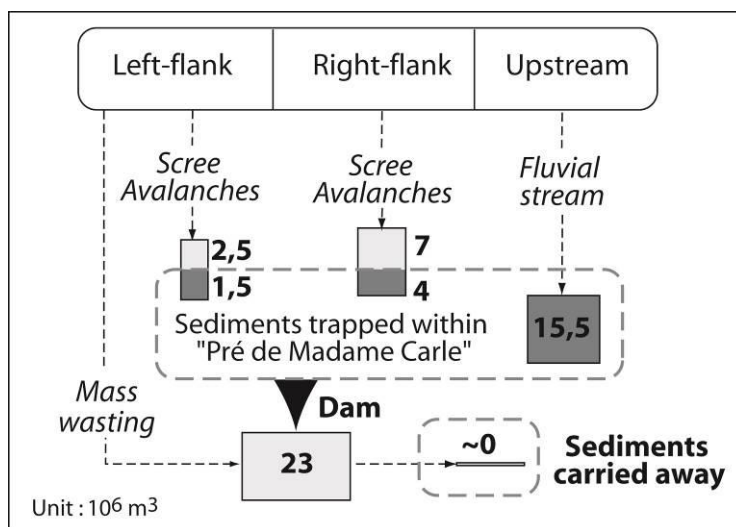 Left-flank
Right-flank
Upstream
Scree
Avalanches
Scree
Avalanches
Fluvial
stream
2,5
1,5
7
4
15,5
Sediments trapped within
"Pré de Madame Carle"
Mass
wasting
Dam
23
~0
Sediments
carried away
Unit : 10⁶ m³